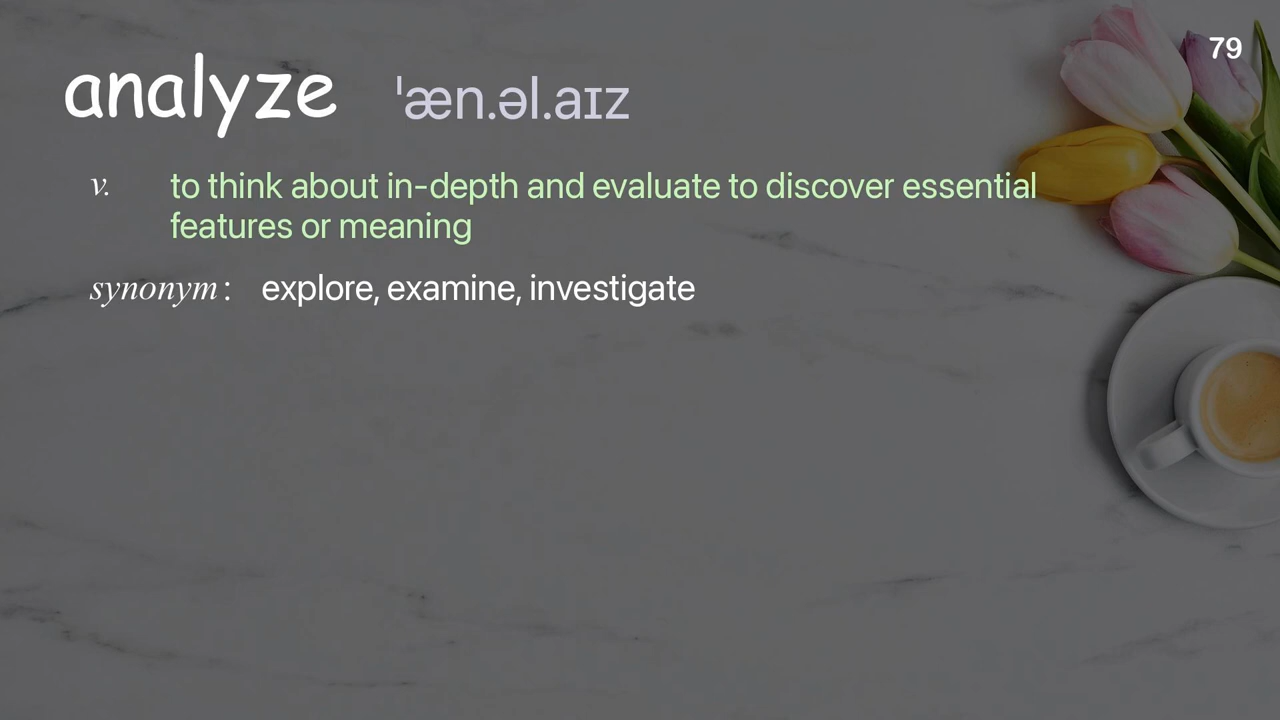 79
analyze ˈæn.əl.aɪz
v. to think about in-depth and evaluate to discover essential
features or meaning
synonym: explore, examine, investigate